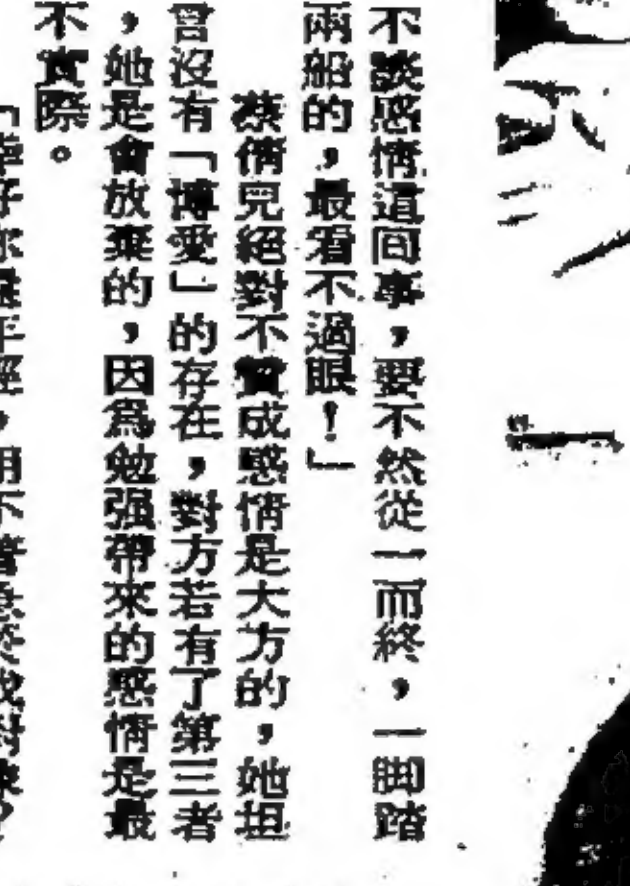 不談感情這回事，要不然從一而終，一脚踏
兩船的，最看不過眼！」
蔡倩兒絕對不贊成感情是大方的，她坦
言沒有「博愛」的存在，對方若有了第三者
，她是會放棄的，因爲勉强帶來的感情是最
不實際。